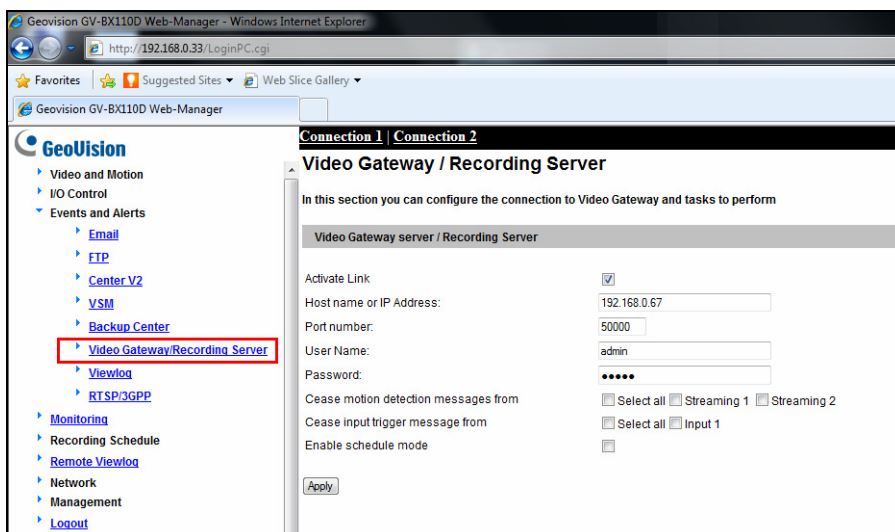 Geovision GV-BX110D Web-Manager - Windows Internet Explorer
http://192.168.0.33/LoginPC.cgi
Favorites Suggested Sites Web Slice Gallery
Geovision GV-BX110D Web-Manager
GeoVision
Video and Motion
I/O Control
Events and Alerts
Email
FTP
Center V2
VSM
Backup Center
Video Gateway/Recording Server
Viewlog
RTSP/3GPP
Monitoring
Recording Schedule
Remote Viewlog
Network
Management
Logout
Connection 1 | Connection 2
Video Gateway / Recording Server
In this section you can configure the connection to Video Gateway and tasks to perform
Video Gateway server / Recording Server
Activate Link
Host name or IP Address: 192.168.0.67
Port number: 50000
User Name: admin
Password: •••••
Cease motion detection messages from Select all Streaming 1 Streaming 2
Cease input trigger message from Select all Input 1
Enable schedule mode
Apply